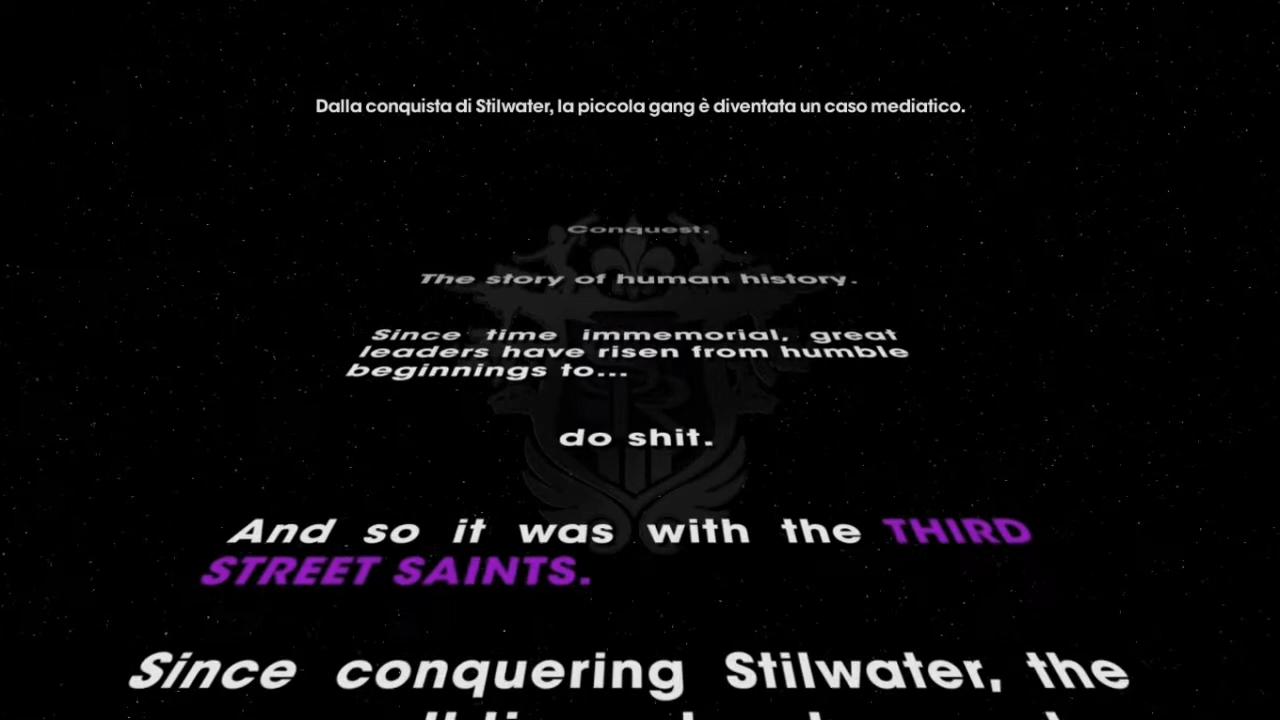 Dalla conquista di Stilwater, la piccola gang è diventata un caso mediatico.
Conquest.
The story of human history.
Since time immemorial, great
leaders have risen from humble
beginnings to...
do shit.
And so it was with the THIRD
STREET SAINTS.
Since conquering Stilwater, the